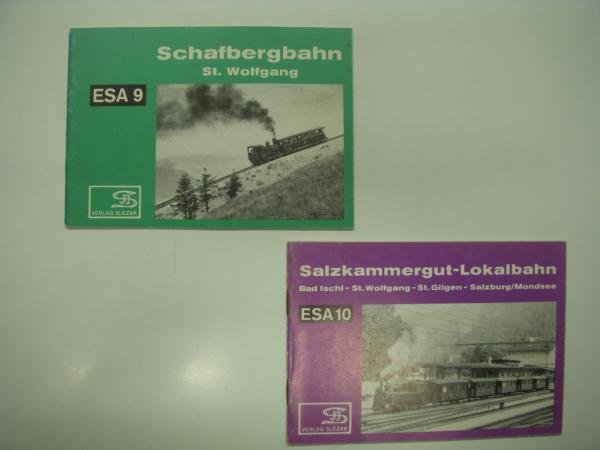 Schafbergbahn
St. Wolfgang
ESA 9
VERLAG SLEZAK
Salzkammergut-Lokalbahn
Bad Ischl - St. Wolfgang - St. Gilgen - Salzburg/Mondsee
ESA 10
VERLAG SLEZAK